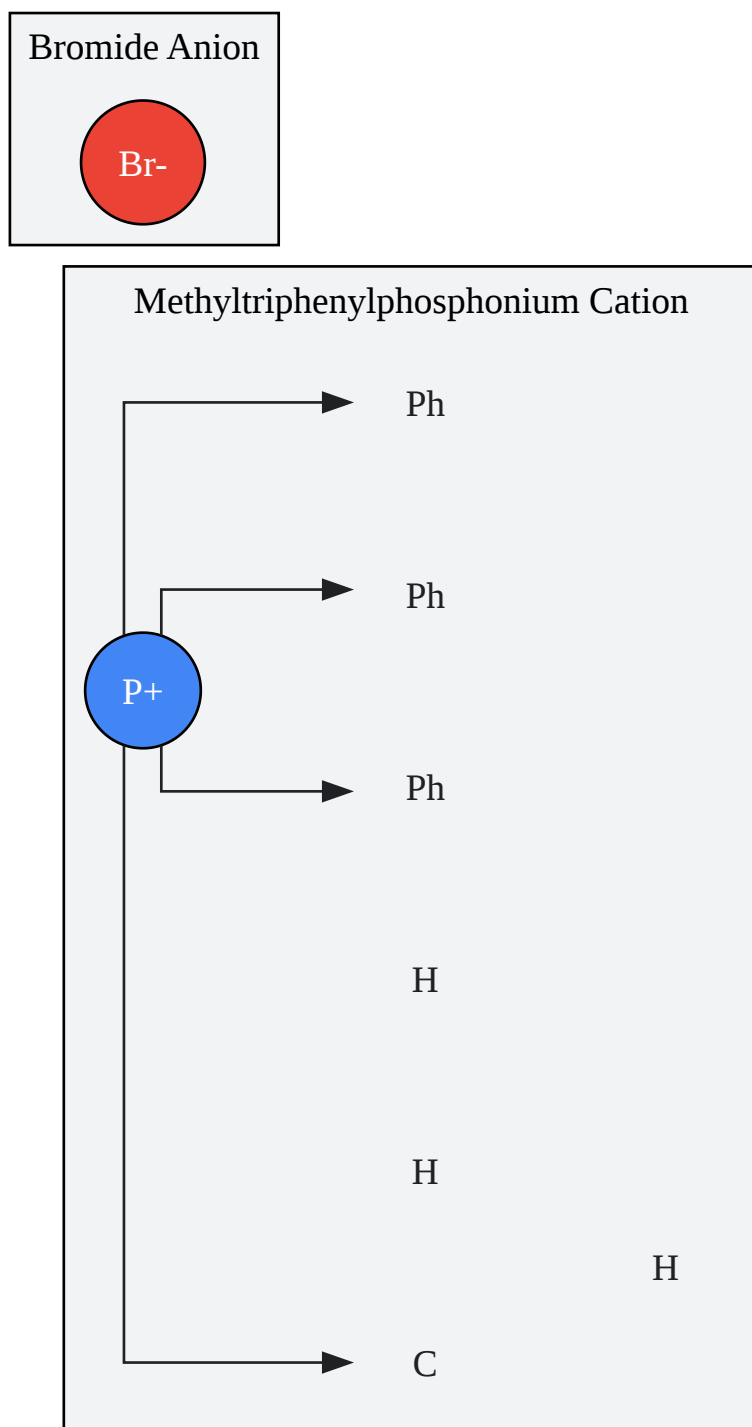 Bromide Anion
Br-
Methyltriphenylphosphonium Cation
Ph
Ph
P+
Ph
H
H
H
C